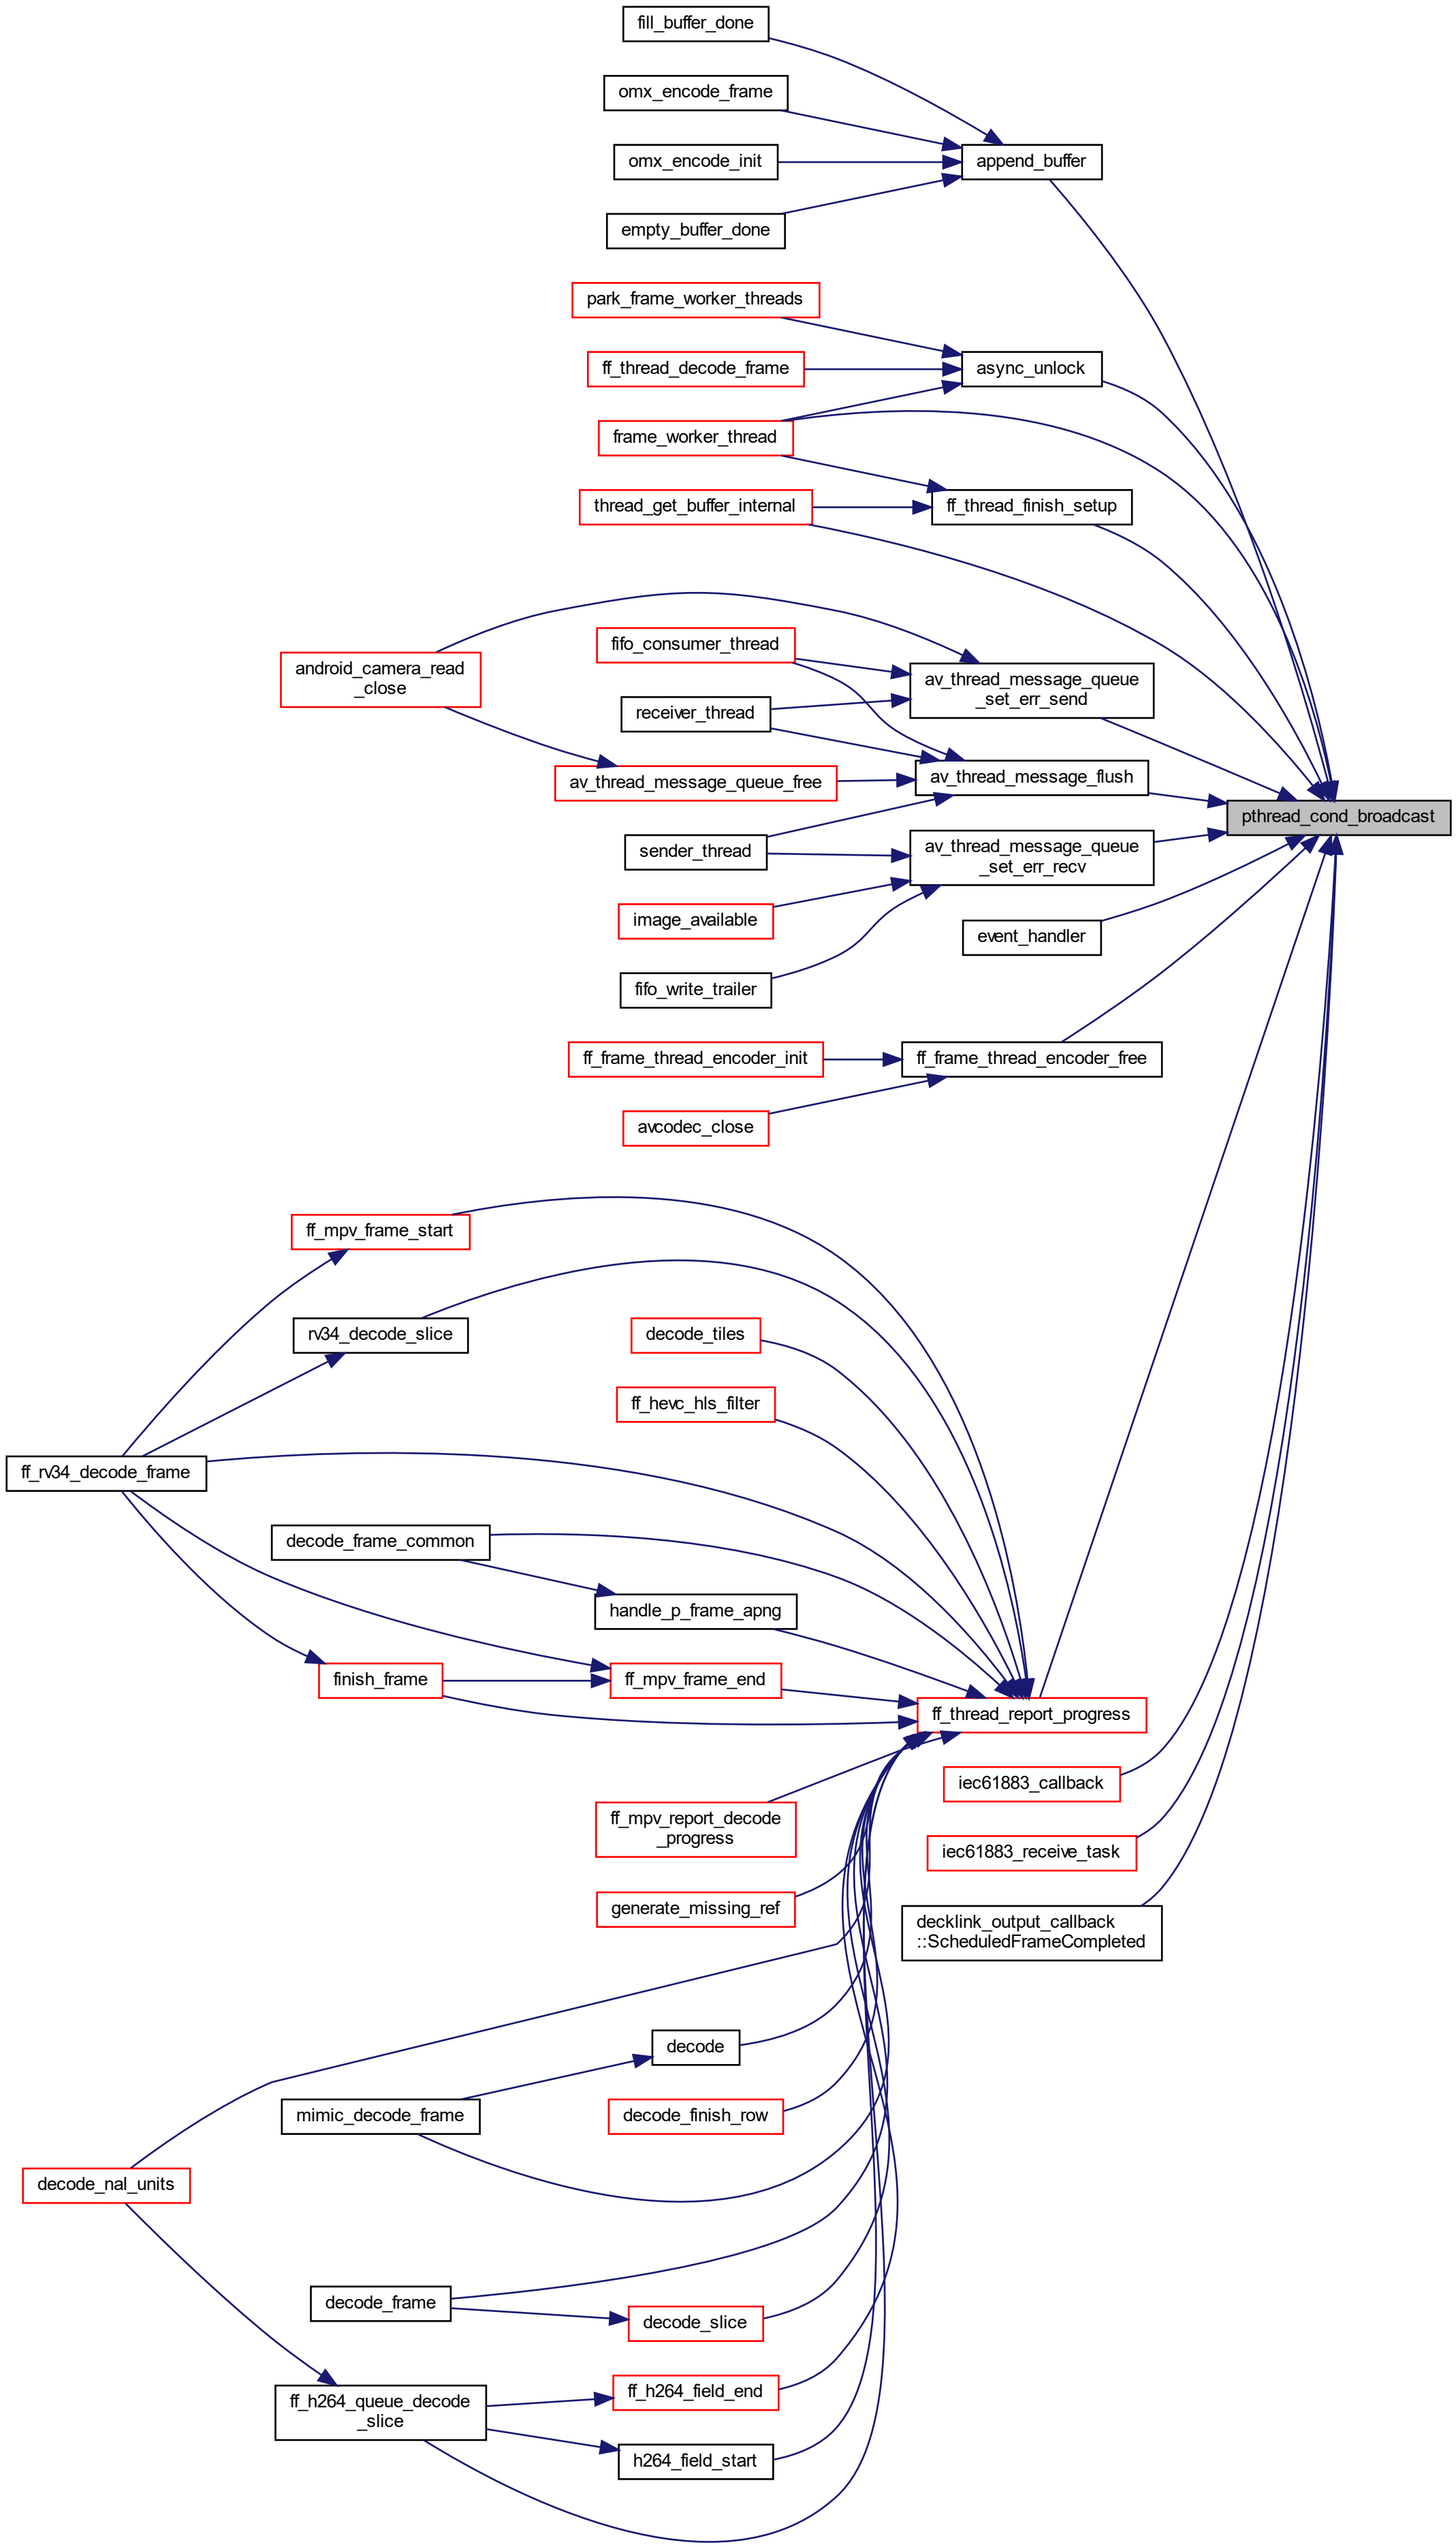 fill_buffer_done
omx_encode_frame
append_buffer
omx_encode_init
empty_buffer_done
park_frame_worker_threads
ff_thread_decode_frame
async_unlock
frame_worker_thread
thread_get_buffer_internal
ff_thread_finish_setup
fifo_consumer_thread
android_camera_read
_close
av_thread_message_queue
_set_err_send
receiver_thread
av_thread_message_flush
av_thread_message_queue_free
pthread_cond_broadcast
sender_thread
av_thread_message_queue
_set_err_recv
image_available
event_handler
fifo_write_trailer
ff_frame_thread_encoder_init
ff_frame_thread_encoder_free
avcodec_close
ff_mpv_frame_start
rv34_decode_slice
decode_tiles
ff_hevc_hls_filter
ff_rv34_decode_frame
decode_frame_common
handle_p_frame_apng
finish_frame
ff_mpv_frame_end
ff_thread_report_progress
iec61883_callback
ff_mpv_report_decode
_progress
iec61883_receive_task
generate_missing_ref
decklink_output_callback
::ScheduledFrameCompleted
decode
mimic_decode_frame
decode_finish_row
decode_nal_units
decode_frame
decode_slice
ff_h264_field_end
ff_h264_queue_decode
_slice
h264_field_start